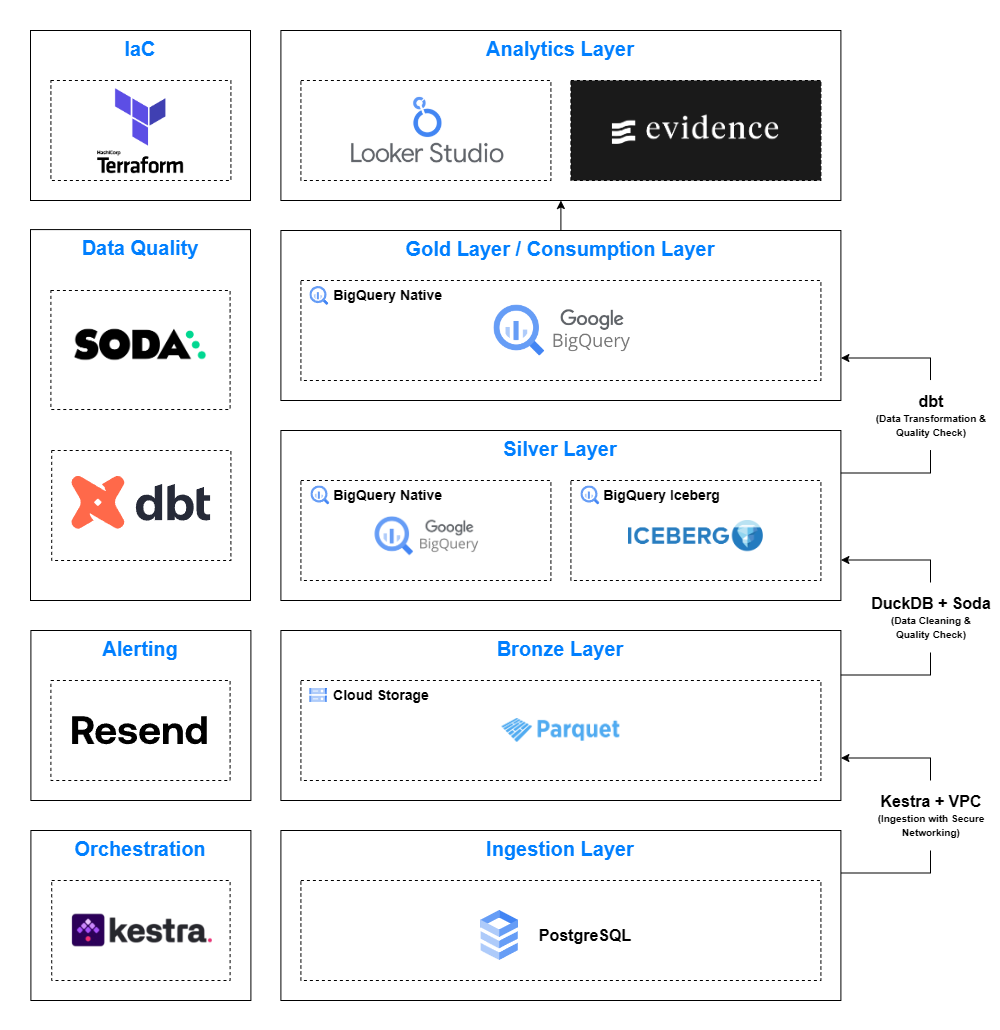 IaC
HashiCorp
Terraform
Analytics Layer
Looker Studio
evidence
Data Quality
SODA
dbt
Gold Layer / Consumption Layer
BigQuery Native
Google
BigQuery
dbt
(Data Transformation &
Quality Check)
Silver Layer
BigQuery Native
Google
BigQuery
BigQuery Iceberg
ICEBERG
DuckDB + Soda
(Data Cleaning &
Quality Check)
Alerting
Resend
Bronze Layer
Cloud Storage
Parquet
Kestra + VPC
(Ingestion with Secure
Networking)
Orchestration
kestra.
Ingestion Layer
PostgreSQL